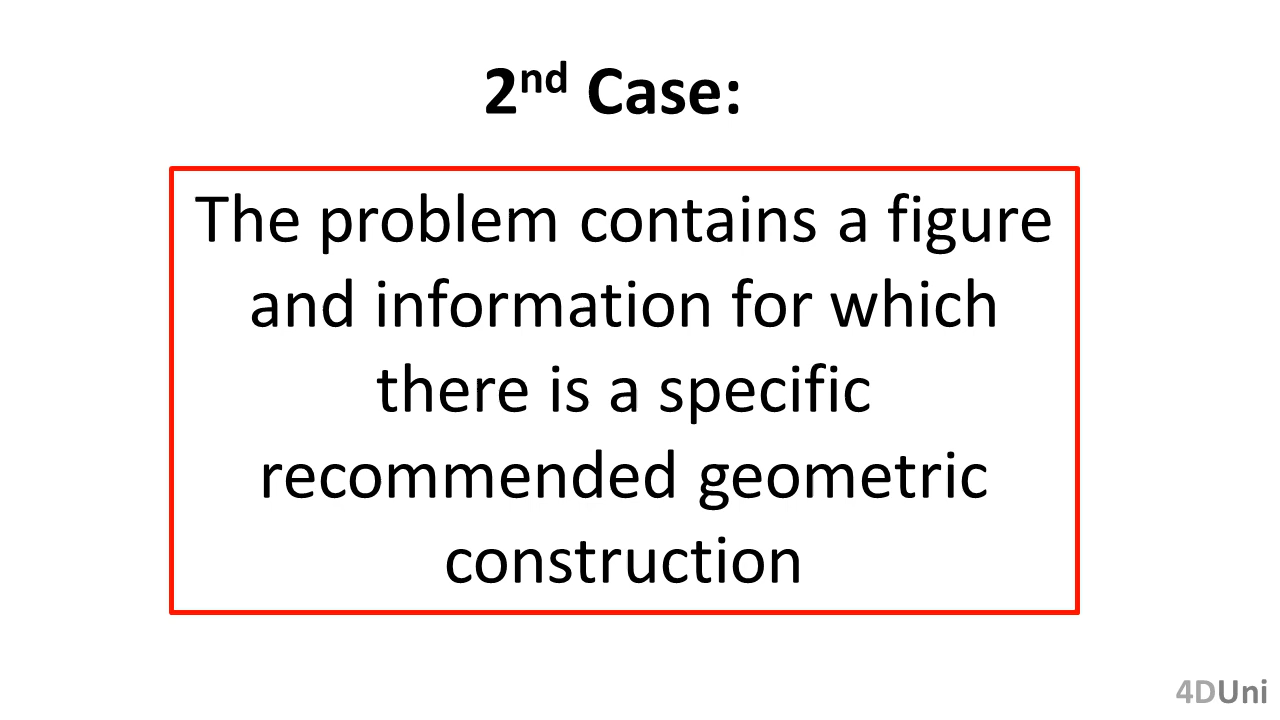 2nd Case:
The problem contains a figure
and information for which
there is a specific
recommended geometric
construction
4DUni